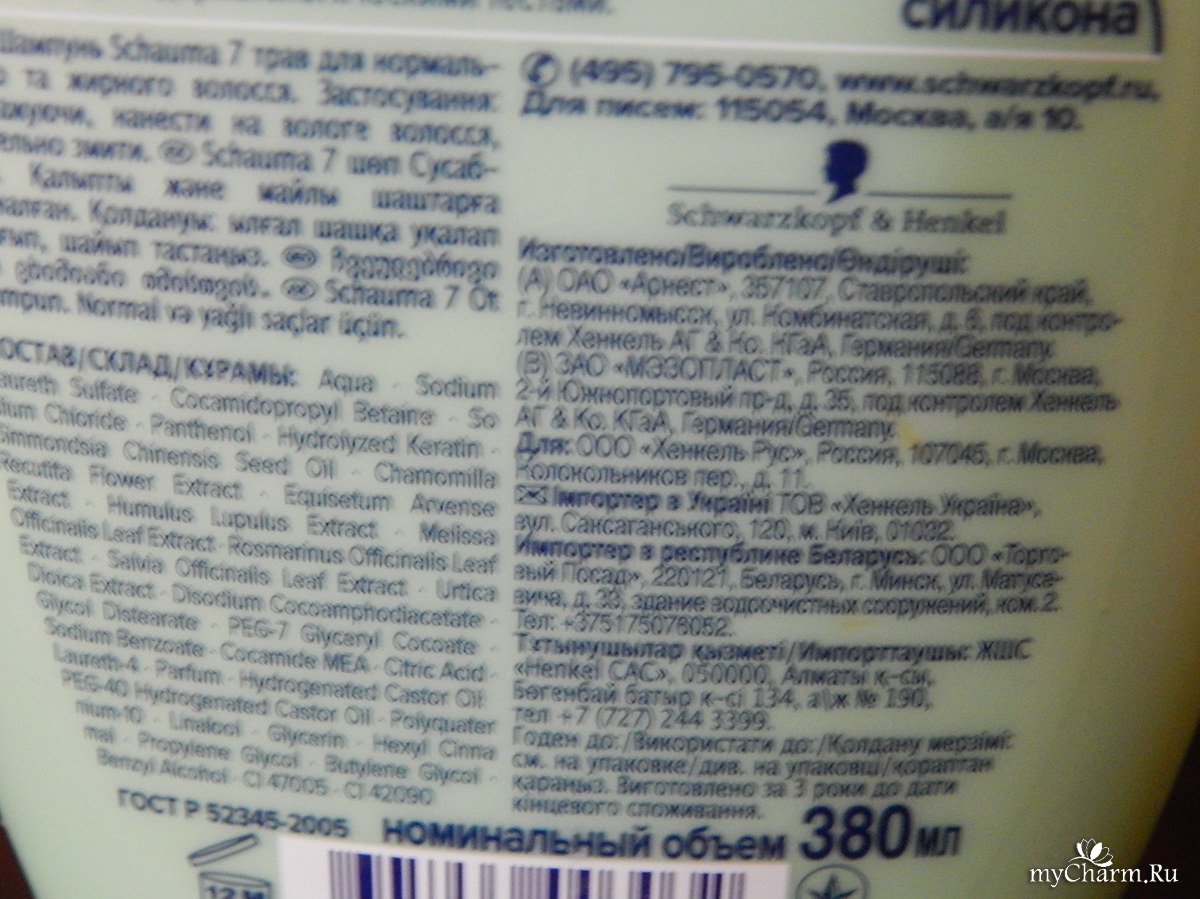 силикона
Шампунь Schauma 7 трав для нормаль-
о та жирного волосся. Застосування:
ажуючи, нанести на вологе волосся,
ельно змити. KZ Schauma 7 шөп Сусаб-
Қалыпты және майлы шаштарға
налған. Қолдануы: ылғал шашқа уқалап
ғып, шайып тастаңыз.
Schauma 7 Ot
mpun. Normal və yağlı saçlar üçün.
ОСТАВ/СКЛАД/ҚҰРАМЫ: Aqua · Sodium
aureth Sulfate · Cocamidopropyl Betaine · So
ium Chloride · Panthenol · Hydrolyzed Keratin ·
Simmondsia Chinensis Seed Oil · Chamomilla
Recutita Flower Extract · Equisetum Arvense
Extract · Humulus Lupulus Extract · Melissa
Officinalis Leaf Extract · Rosmarinus Officinalis Leaf
Extract · Salvia Officinalis Leaf Extract · Urtica
Dioica Extract · Disodium Cocoamphodiacetate ·
Glycol Distearate · PEG-7 Glyceryl Cocoate ·
Sodium Benzoate · Cocamide MEA · Citric Acid ·
Laureth-4 · Parfum · Hydrogenated Castor Oil ·
PEG-40 Hydrogenated Castor Oil · Polyquater
nium-10 · Linalool · Glycerin · Hexyl Cinna
mal · Propylene Glycol · Butylene Glycol ·
Benzyl Alcohol · CI 47005 · CI 42090
ГОСТ Р 52345-2005
(495) 795-0570, www.schwarzkopf.ru,
Для писем: 115054, Москва, а/я 10.
Schwarzkopf & Henkel
Изготовлено/Вироблено/Өндіруші:
(А) ОАО «Арнест», 357107, Ставропольский край,
г. Невинномысск, ул. Комбинатская, д. 6, под контро-
лем Хенкель АГ & Ко. КГаА, Германия/Germany.
(В) ЗАО «МЭЗОПЛАСТ», Россия, 115088, г. Москва,
2-й Южнопортовый пр-д, д. 35, под контролем Хенкель
АГ & Ко. КГаА, Германия/Germany.
Для: ООО «Хенкель Рус», Россия, 107045, г. Москва,
Колокольников пер., д. 11.
Імпортер в Україні ТОВ «Хенкель Україна»,
вул. Саксаганського, 120, м. Київ, 01032.
Импортер в республике Беларусь: ООО «Торго-
вый Посад», 220121, Беларусь, г. Минск, ул. Матусе-
вича, д. 33, здание водоочистных сооружений, ком. 2.
Тел: +375175078052.
Тұтынушылар қызметі/Импорттаушы: ЖШС
«Henkel САС», 050000, Алматы қ-сы,
Бөгенбай батыр к-сі 134, а\ж № 190,
тел +7 (727) 244 3399.
Годен до:/Використати до:/Қолдану мерзімі:
см. на упаковке/див. на упаковці/қораптан
қараңыз. Виготовлено за 3 роки до дати
кінцевого споживання.
номинальный объем 380 мл
12 М
myCharm.Ru